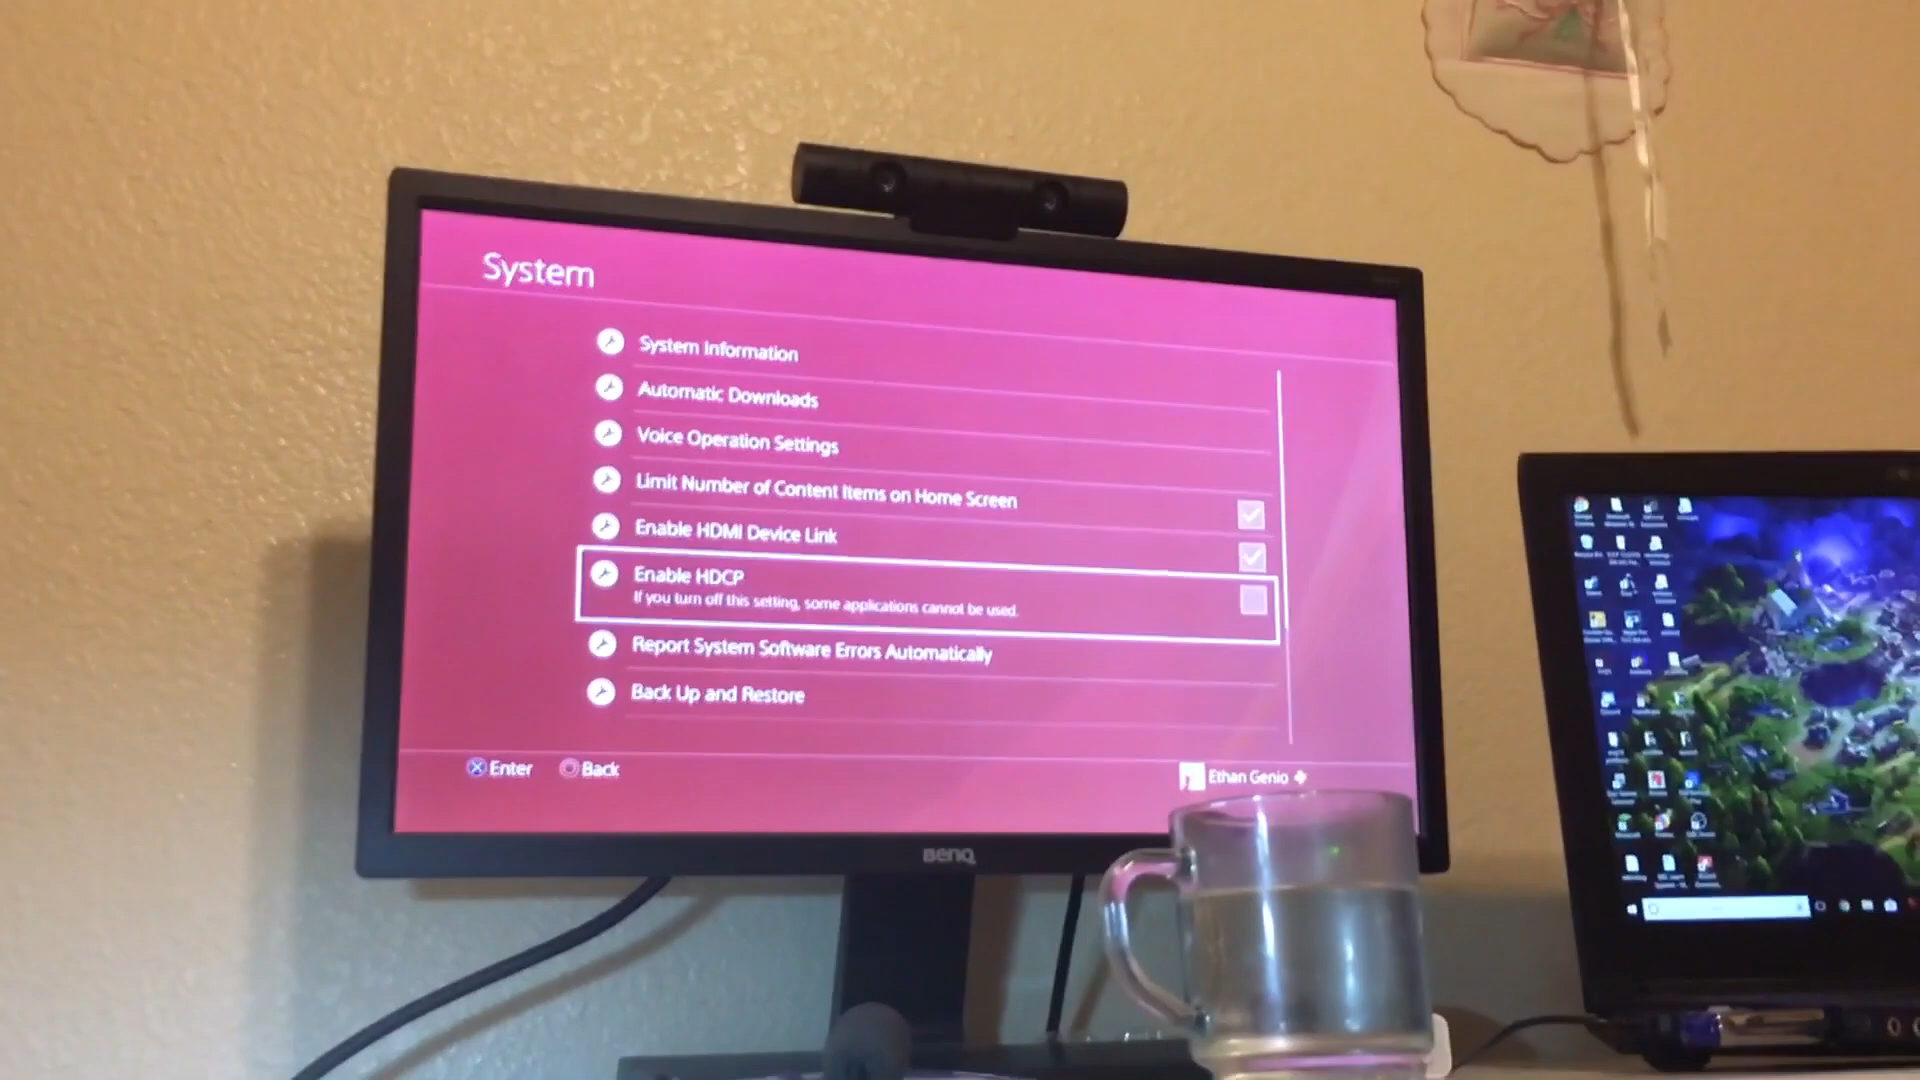 System
System Information
Automatic Downloads
Voice Operation Settings
Limit Number of Content Items on Home Screen
Enable HDMI Device Link
Enable HDCP
If you turn off this setting, some applications cannot be used.
Report System Software Errors Automatically
Back Up and Restore
Enter Back
Ethan Genio
BenQ